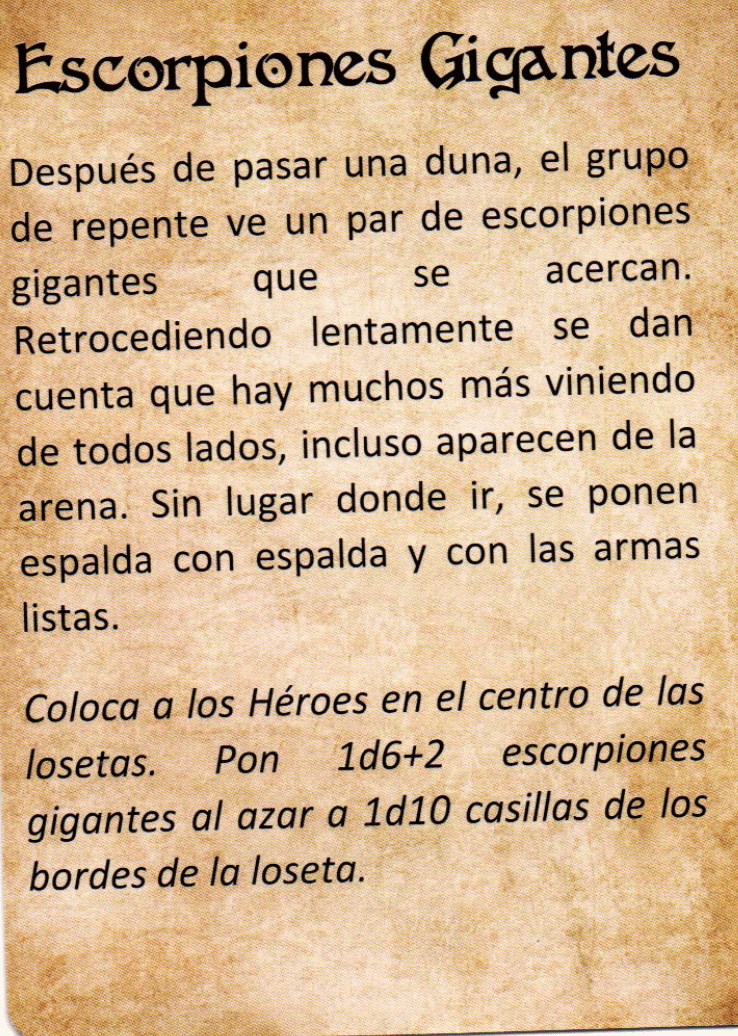 Escorpiones Gigantes
Después de pasar una duna, el grupo
de repente ve un par de escorpiones
gigantes que se acercan.
Retrocediendo lentamente se dan
cuenta que hay muchos más viniendo
de todos lados, incluso aparecen de la
arena. Sin lugar donde ir, se ponen
espalda con espalda y con las armas
listas.
Coloca a los Héroes en el centro de las
losetas. Pon 1d6+2 escorpiones
gigantes al azar a 1d10 casillas de los
bordes de la loseta.